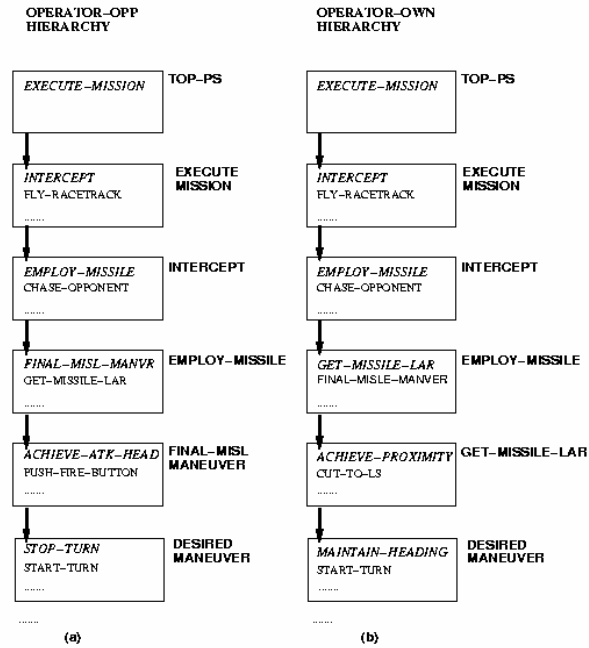 OPERATOR-OPP
HIERARCHY
EXECUTE-MISSION
TOP-PS
INTERCEPT
FLY-RACETRACK
.......
EXECUTE
MISSION
EMPLOY-MISSILE
CHASE-OPPONENT
.......
INTERCEPT
FINAL-MISL-MANVR
GET-MISSILE-LAR
.......
EMPLOY-MISSILE
ACHIEVE-ATK-HEAD
PUSH-FIRE-BUTTON
.......
FINAL-MISL
MANEUVER
STOP-TURN
START-TURN
.......
DESIRED
MANEUVER
.......
(a)
OPERATOR-OWN
HIERARCHY
EXECUTE-MISSION
TOP-PS
INTERCEPT
FLY-RACETRACK
.......
EXECUTE
MISSION
EMPLOY-MISSILE
CHASE-OPPONENT
.......
INTERCEPT
GET-MISSILE-LAR
FINAL-MISLE-MANVER
.......
EMPLOY-MISSILE
ACHIEVE-PROXIMITY
CUT-TO-LS
.......
GET-MISSILE-LAR
MAINTAIN-HEADING
START-TURN
.......
DESIRED
MANEUVER
.......
(b)